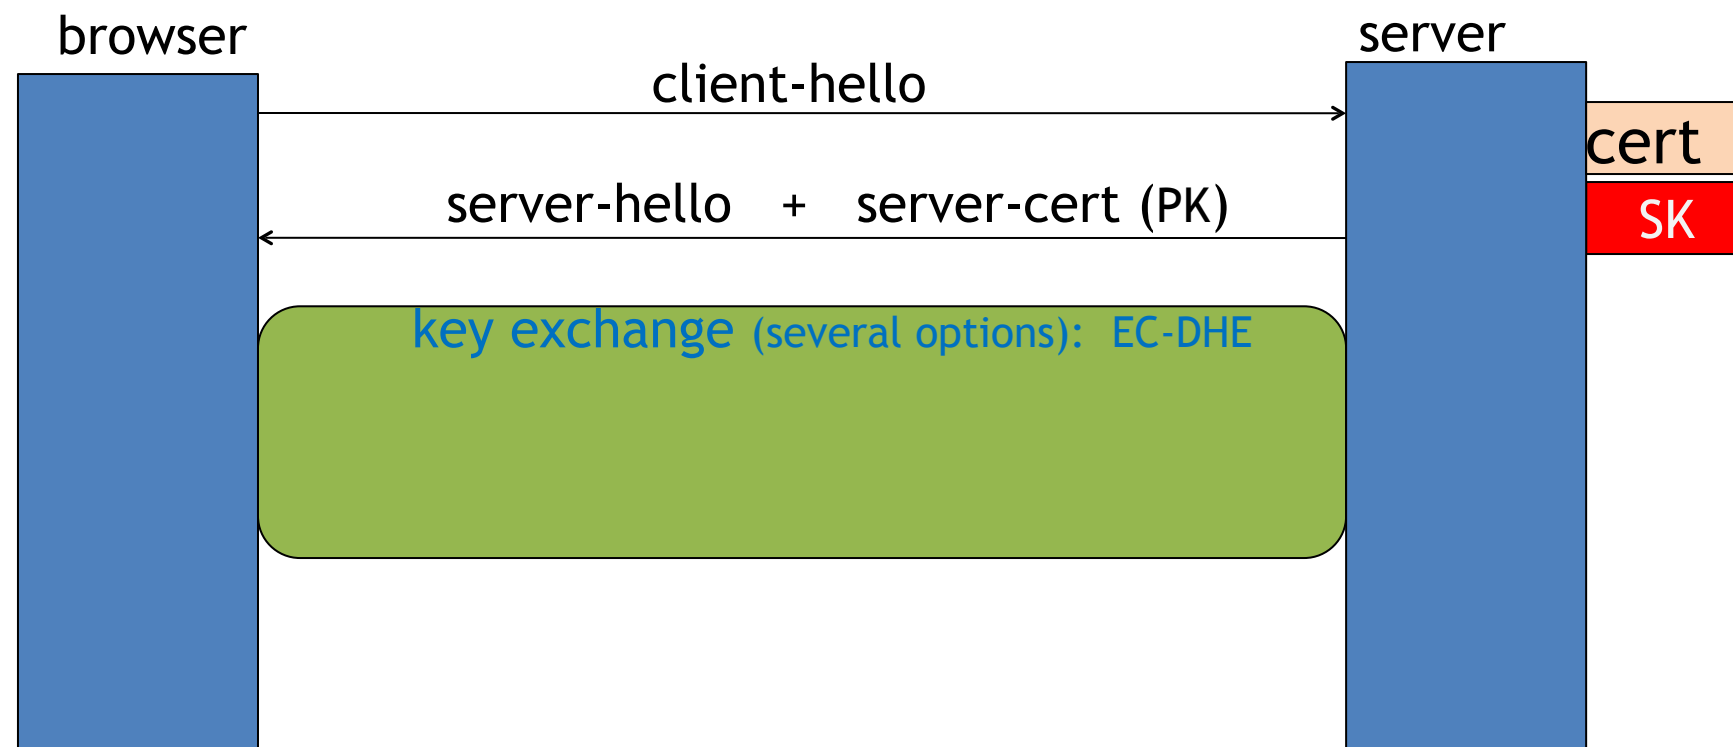 browser
server
client-hello
cert
server-hello + server-cert (PK)
SK
key exchange (several options): EC-DHE